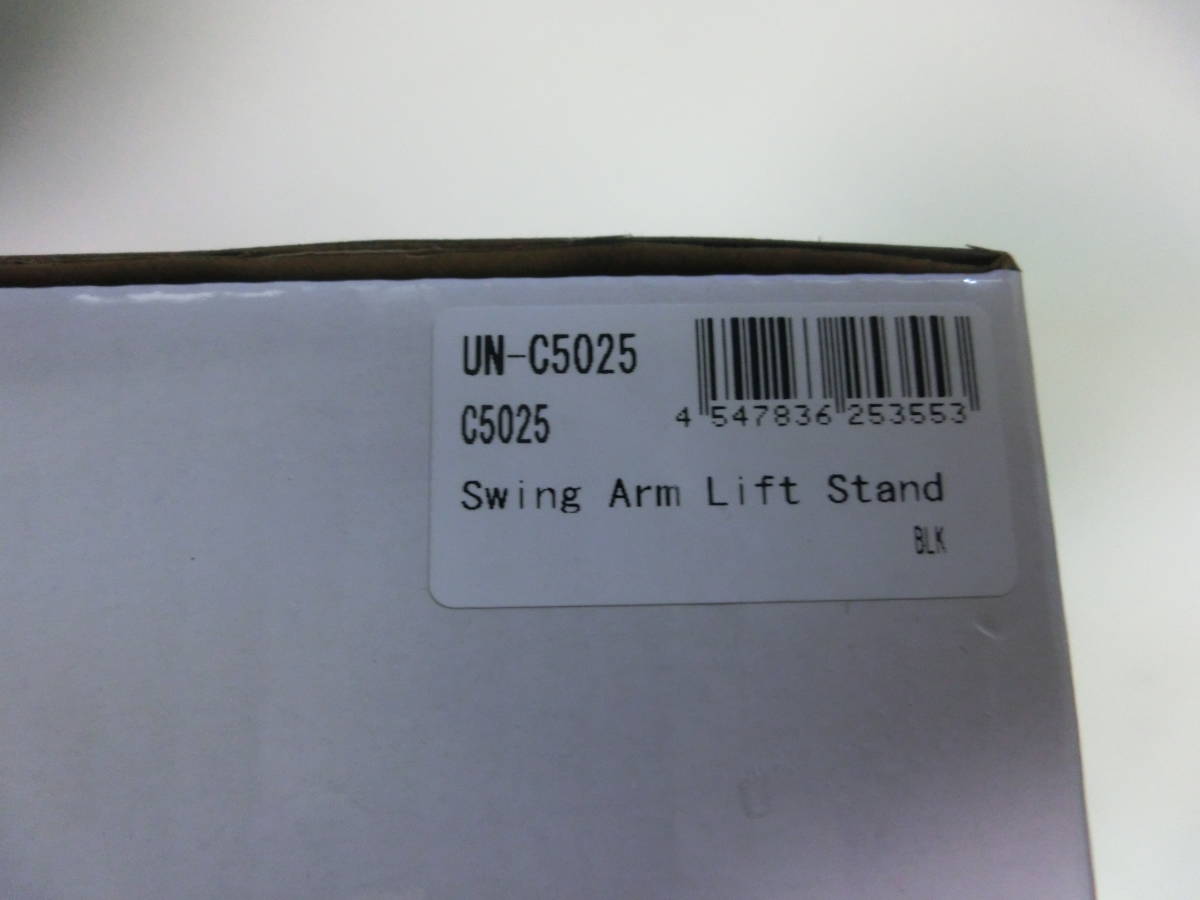 UN-C5025
C5025
4 547836 253553
Swing Arm Lift Stand
BLK